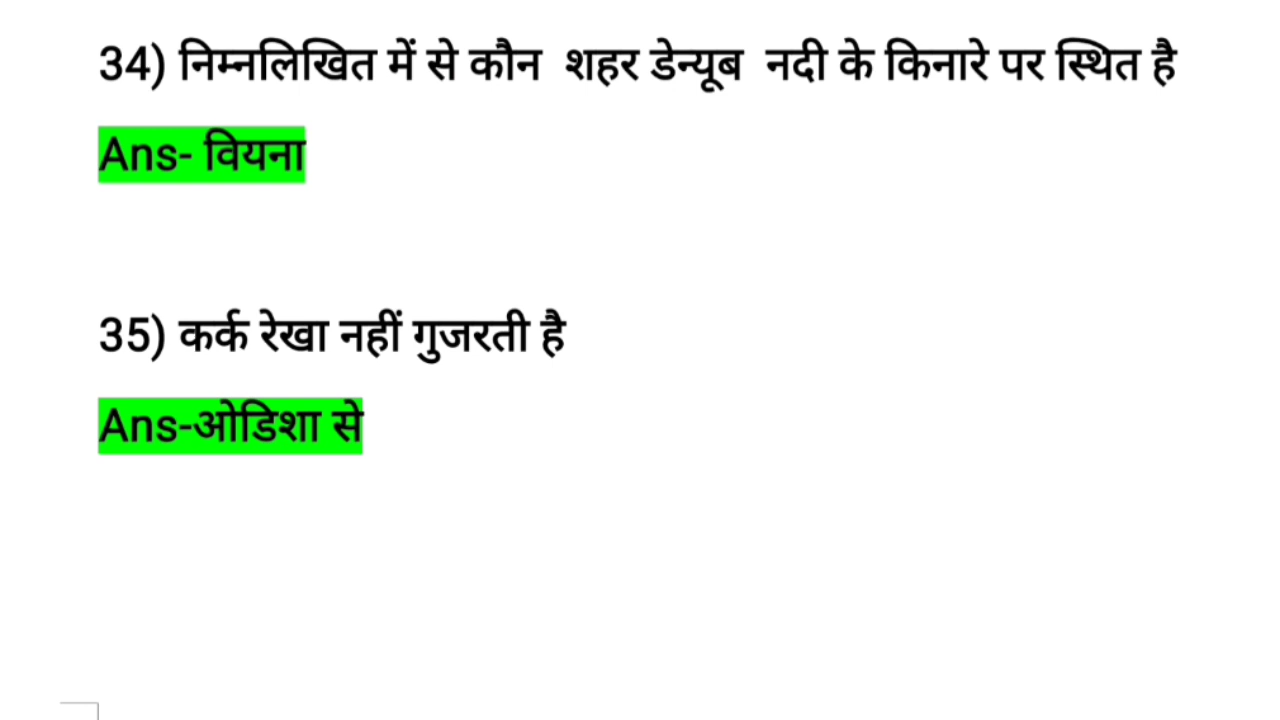 34) निम्नलिखित में से कौन शहर डेन्यूब नदी के किनारे पर स्थित है
Ans- वियना
35) कर्क रेखा नहीं गुजरती है
Ans-ओडिशा से